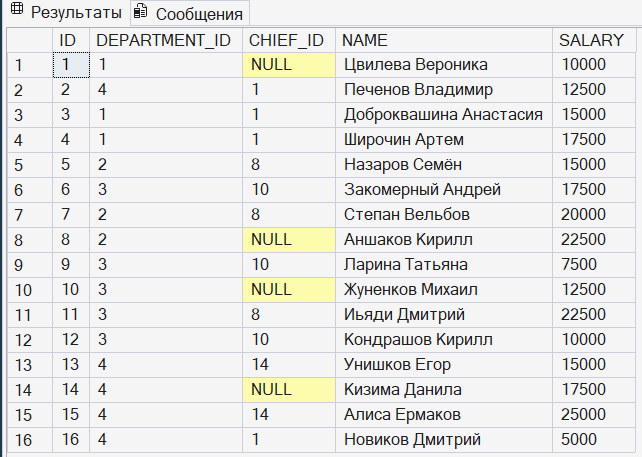 Результаты Сообщения
ID DEPARTMENT_ID CHIEF_ID NAME SALARY
1 1 1 NULL Цвилева Вероника 10000
2 2 4 1 Печенов Владимир 12500
3 3 1 1 Доброквашина Анастасия 15000
4 4 1 1 Широчин Артем 17500
5 5 2 8 Назаров Семён 15000
6 6 3 10 Закомерный Андрей 17500
7 7 2 8 Степан Вельбов 20000
8 8 2 NULL Аншаков Кирилл 22500
9 9 3 10 Ларина Татьяна 7500
10 10 3 NULL Жуненков Михаил 12500
11 11 3 8 Ильяди Дмитрий 22500
12 12 3 10 Кондрашов Кирилл 10000
13 13 4 14 Унишков Егор 15000
14 14 4 NULL Кизима Данила 17500
15 15 4 14 Алиса Ермаков 25000
16 16 4 1 Новиков Дмитрий 5000